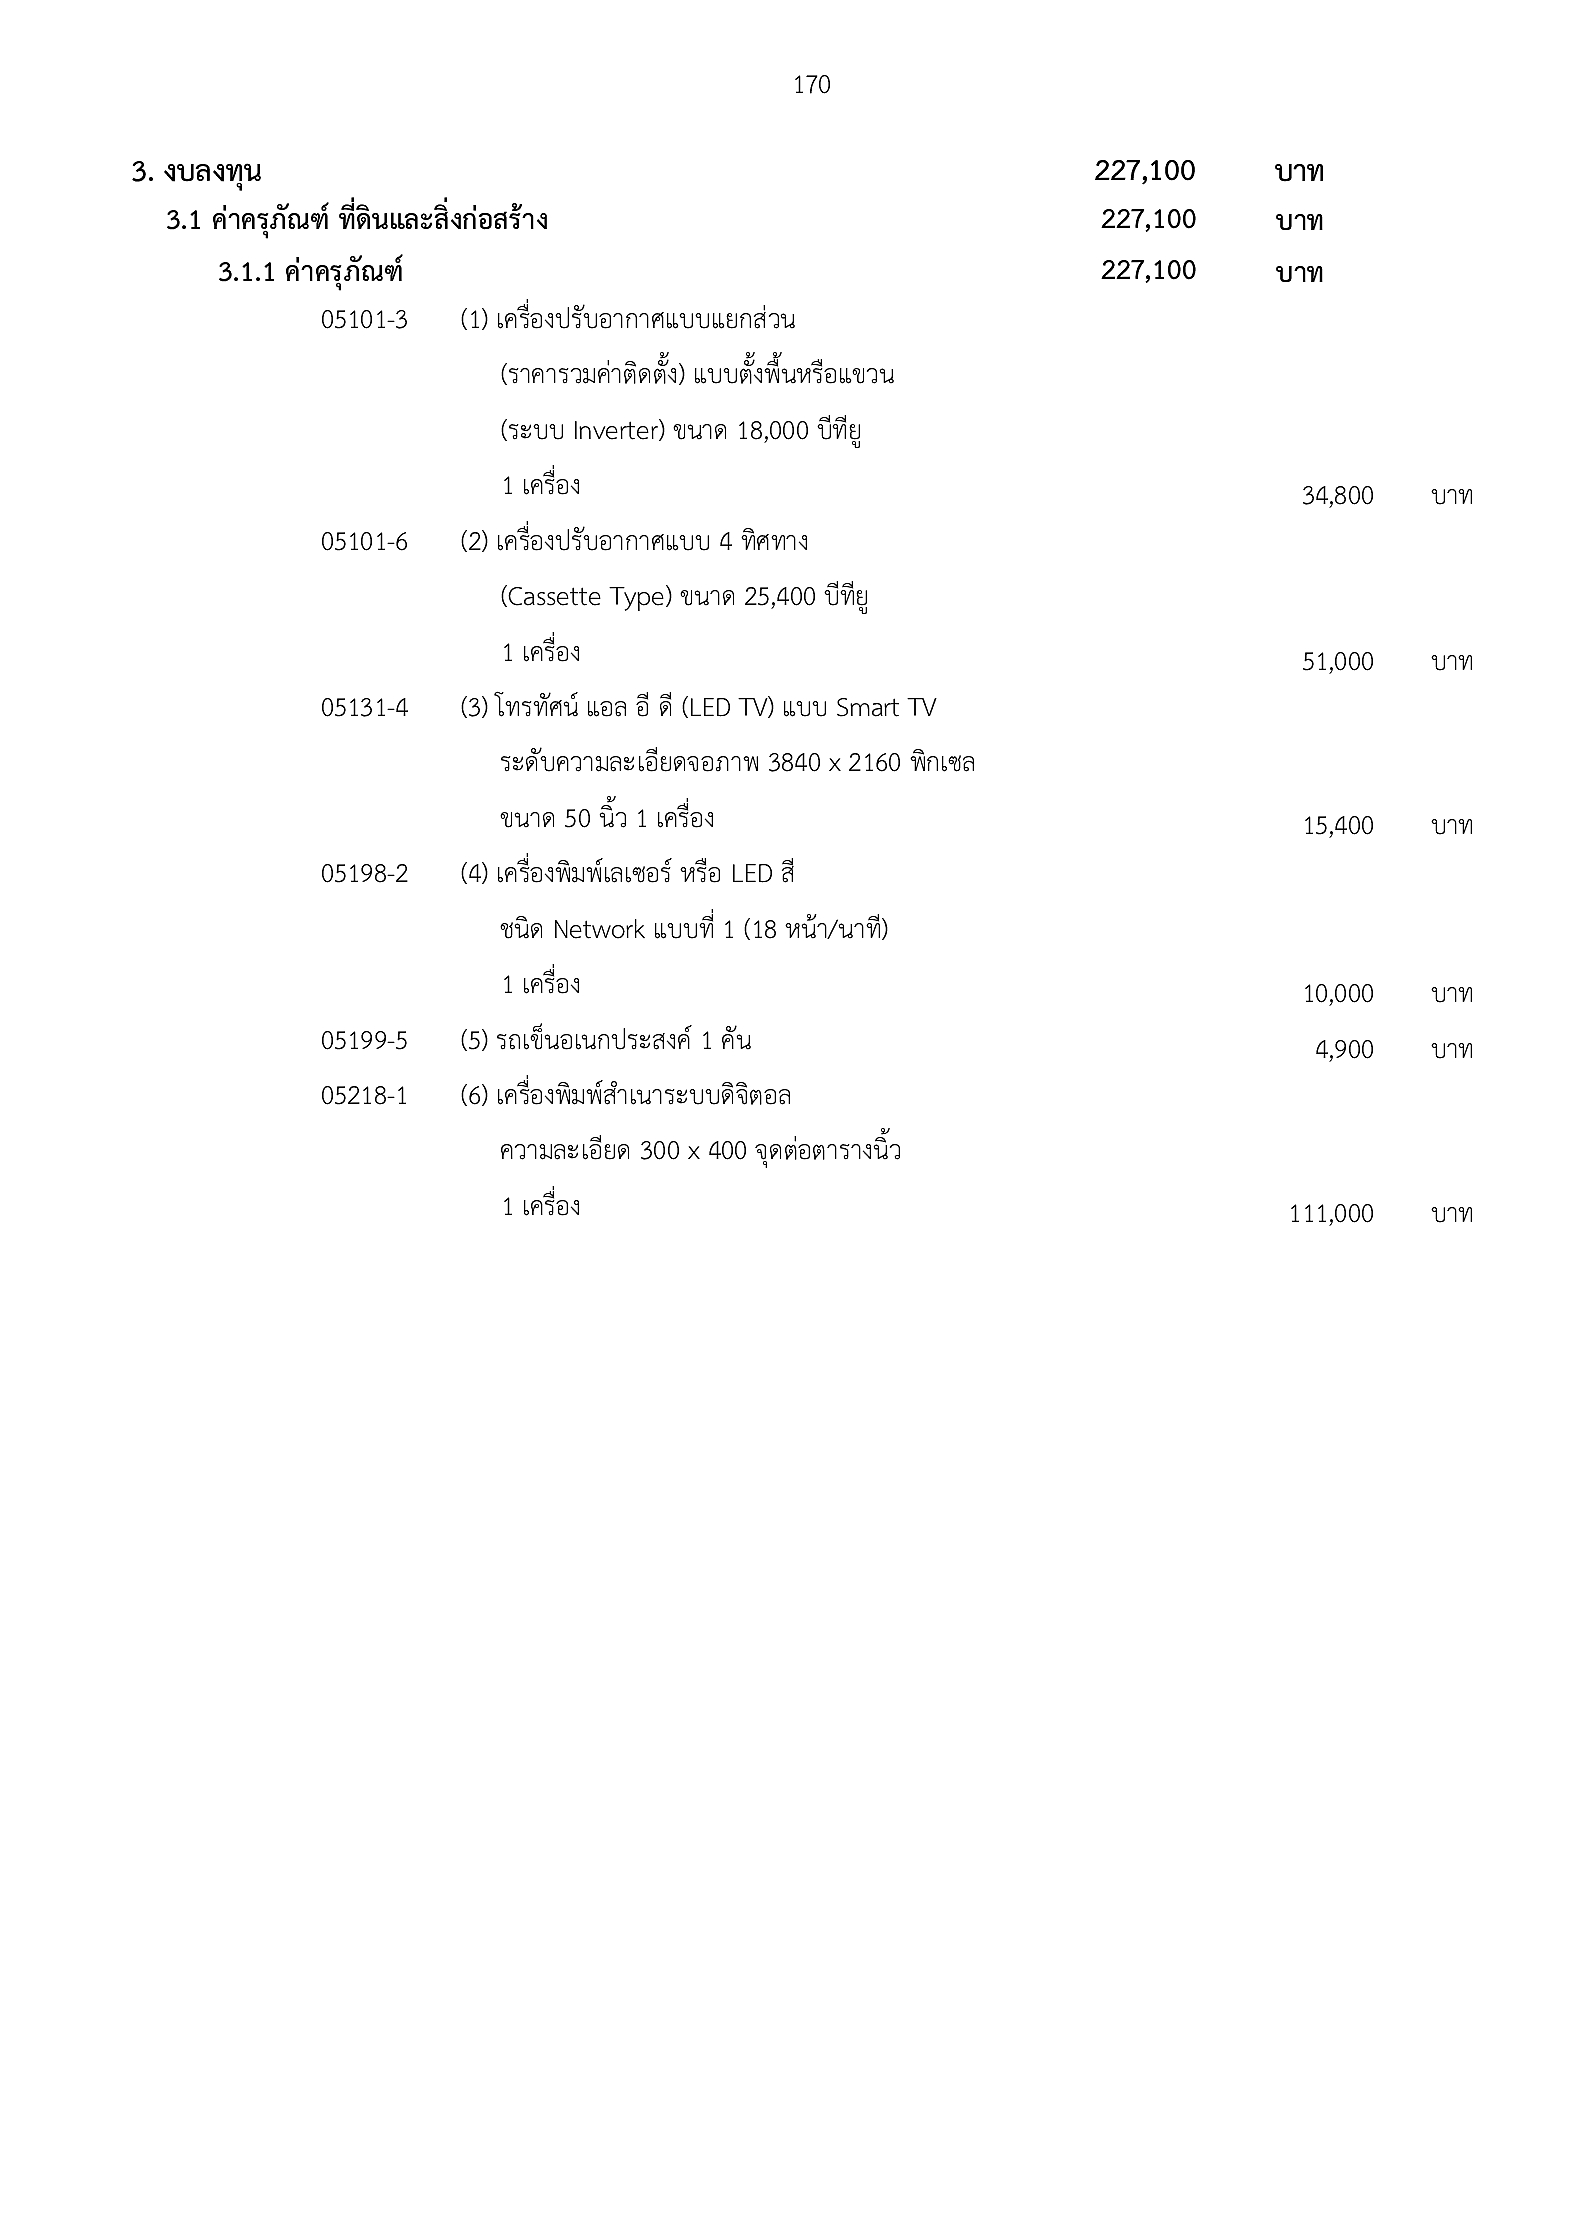 170
3. งบลงทุน 227,100 บาท
3.1 ค่าครุภัณฑ์ ที่ดินและสิ่งก่อสร้าง 227,100 บาท
3.1.1 ค่าครุภัณฑ์ 227,100 บาท
05101-3 (1) เครื่องปรับอากาศแบบแยกส่วน
(ราคารวมค่าติดตั้ง) แบบตั้งพื้นหรือแขวน
(ระบบ Inverter) ขนาด 18,000 บีทียู
1 เครื่อง 34,800 บาท
05101-6 (2) เครื่องปรับอากาศแบบ 4 ทิศทาง
(Cassette Type) ขนาด 25,400 บีทียู
1 เครื่อง 51,000 บาท
05131-4 (3) โทรทัศน์ แอล อี ดี (LED TV) แบบ Smart TV
ระดับความละเอียดจอภาพ 3840 x 2160 พิกเซล
ขนาด 50 นิ้ว 1 เครื่อง 15,400 บาท
05198-2 (4) เครื่องพิมพ์เลเซอร์ หรือ LED สี
ชนิด Network แบบที่ 1 (18 หน้า/นาที)
1 เครื่อง 10,000 บาท
05199-5 (5) รถเข็นอเนกประสงค์ 1 คัน 4,900 บาท
05218-1 (6) เครื่องพิมพ์สำเนาระบบดิจิตอล
ความละเอียด 300 x 400 จุดต่อตารางนิ้ว
1 เครื่อง 111,000 บาท